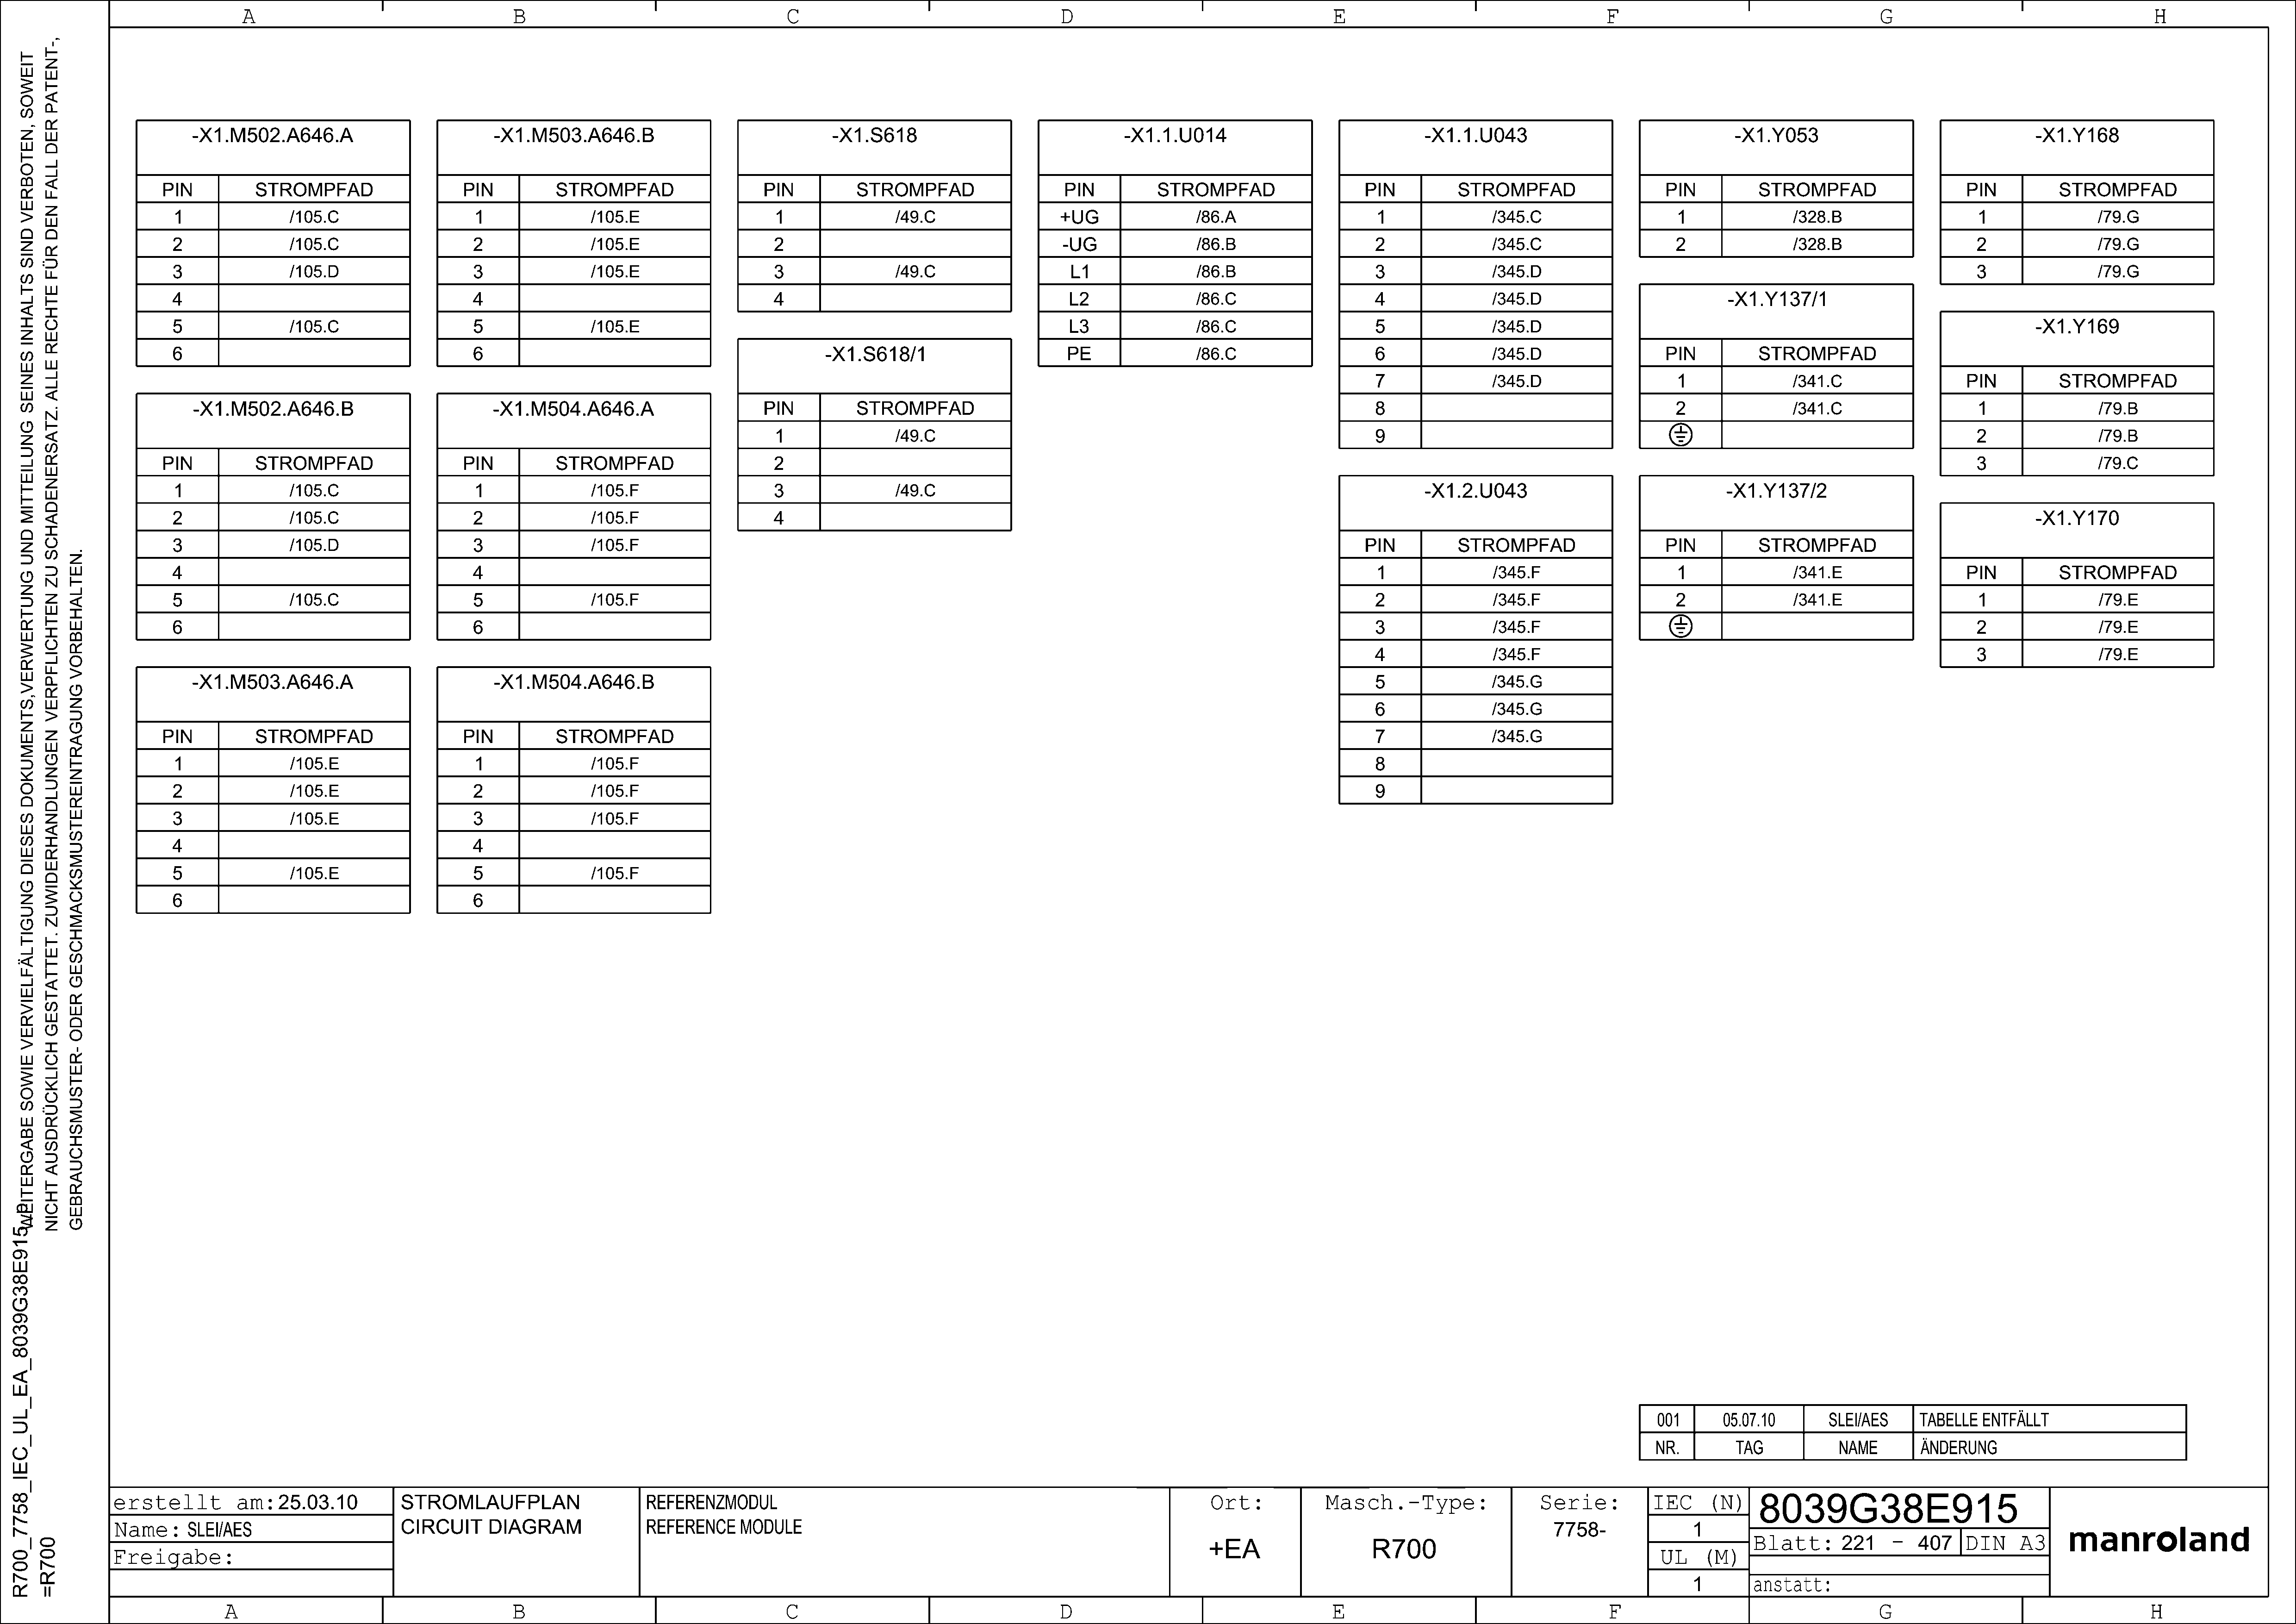 A B C D E F G H
-X1.M502.A646.A
PIN STROMPFAD
1 /105.C
2 /105.C
3 /105.D
4
5 /105.C
6
-X1.M502.A646.B
PIN STROMPFAD
1 /105.C
2 /105.C
3 /105.D
4
5 /105.C
6
-X1.M503.A646.A
PIN STROMPFAD
1 /105.E
2 /105.E
3 /105.E
4
5 /105.E
6
-X1.M503.A646.B
PIN STROMPFAD
1 /105.E
2 /105.E
3 /105.E
4
5 /105.E
6
-X1.M504.A646.A
PIN STROMPFAD
1 /105.F
2 /105.F
3 /105.F
4
5 /105.F
6
-X1.M504.A646.B
PIN STROMPFAD
1 /105.F
2 /105.F
3 /105.F
4
5 /105.F
6
-X1.S618
PIN STROMPFAD
1 /49.C
2
3 /49.C
4
-X1.S618/1
PIN STROMPFAD
1 /49.C
2
3 /49.C
4
-X1.1.U014
PIN STROMPFAD
+UG /86.A
-UG /86.B
L1 /86.B
L2 /86.C
L3 /86.C
PE /86.C
-X1.1.U043
PIN STROMPFAD
1 /345.C
2 /345.C
3 /345.D
4 /345.D
5 /345.D
6 /345.D
7 /345.D
8
9
-X1.2.U043
PIN STROMPFAD
1 /345.F
2 /345.F
3 /345.F
4 /345.F
5 /345.G
6 /345.G
7 /345.G
8
9
-X1.Y053
PIN STROMPFAD
1 /328.B
2 /328.B
-X1.Y137/1
PIN STROMPFAD
1 /341.C
2 /341.C
-X1.Y137/2
PIN STROMPFAD
1 /341.E
2 /341.E
-X1.Y168
PIN STROMPFAD
1 /79.G
2 /79.G
3 /79.G
-X1.Y169
PIN STROMPFAD
1 /79.B
2 /79.B
3 /79.C
-X1.Y170
PIN STROMPFAD
1 /79.E
2 /79.E
3 /79.E
WEITERGABE SOWIE VERVIELFÄLTIGUNG DIESES DOKUMENTS,VERWERTUNG UND MITTEILUNG SEINES INHALTS SIND VERBOTEN, SOWEIT
NICHT AUSDRÜCKLICH GESTATTET. ZUWIDERHANDLUNGEN VERPFLICHTEN ZU SCHADENERSATZ. ALLE RECHTE FÜR DEN FALL DER PATENT-,
GEBRAUCHSMUSTER- ODER GESCHMACKSMUSTEREINTRAGUNG VORBEHALTEN.
=R700
001 05.07.10 SLEI/AES TABELLE ENTFÄLLT
NR. TAG NAME ÄNDERUNG
erstellt am: 25.03.10
Name: SLEI/AES
Freigabe:
STROMLAUFPLAN
CIRCUIT DIAGRAM
REFERENZMODUL
REFERENCE MODULE
Ort:
+EA
Masch.-Type:
R700
Serie:
7758-
IEC (N)
1
UL (M)
1
8039G38E915
Blatt: 221 - 407 DIN A3
anstatt:
manroland
A B C D E F G H